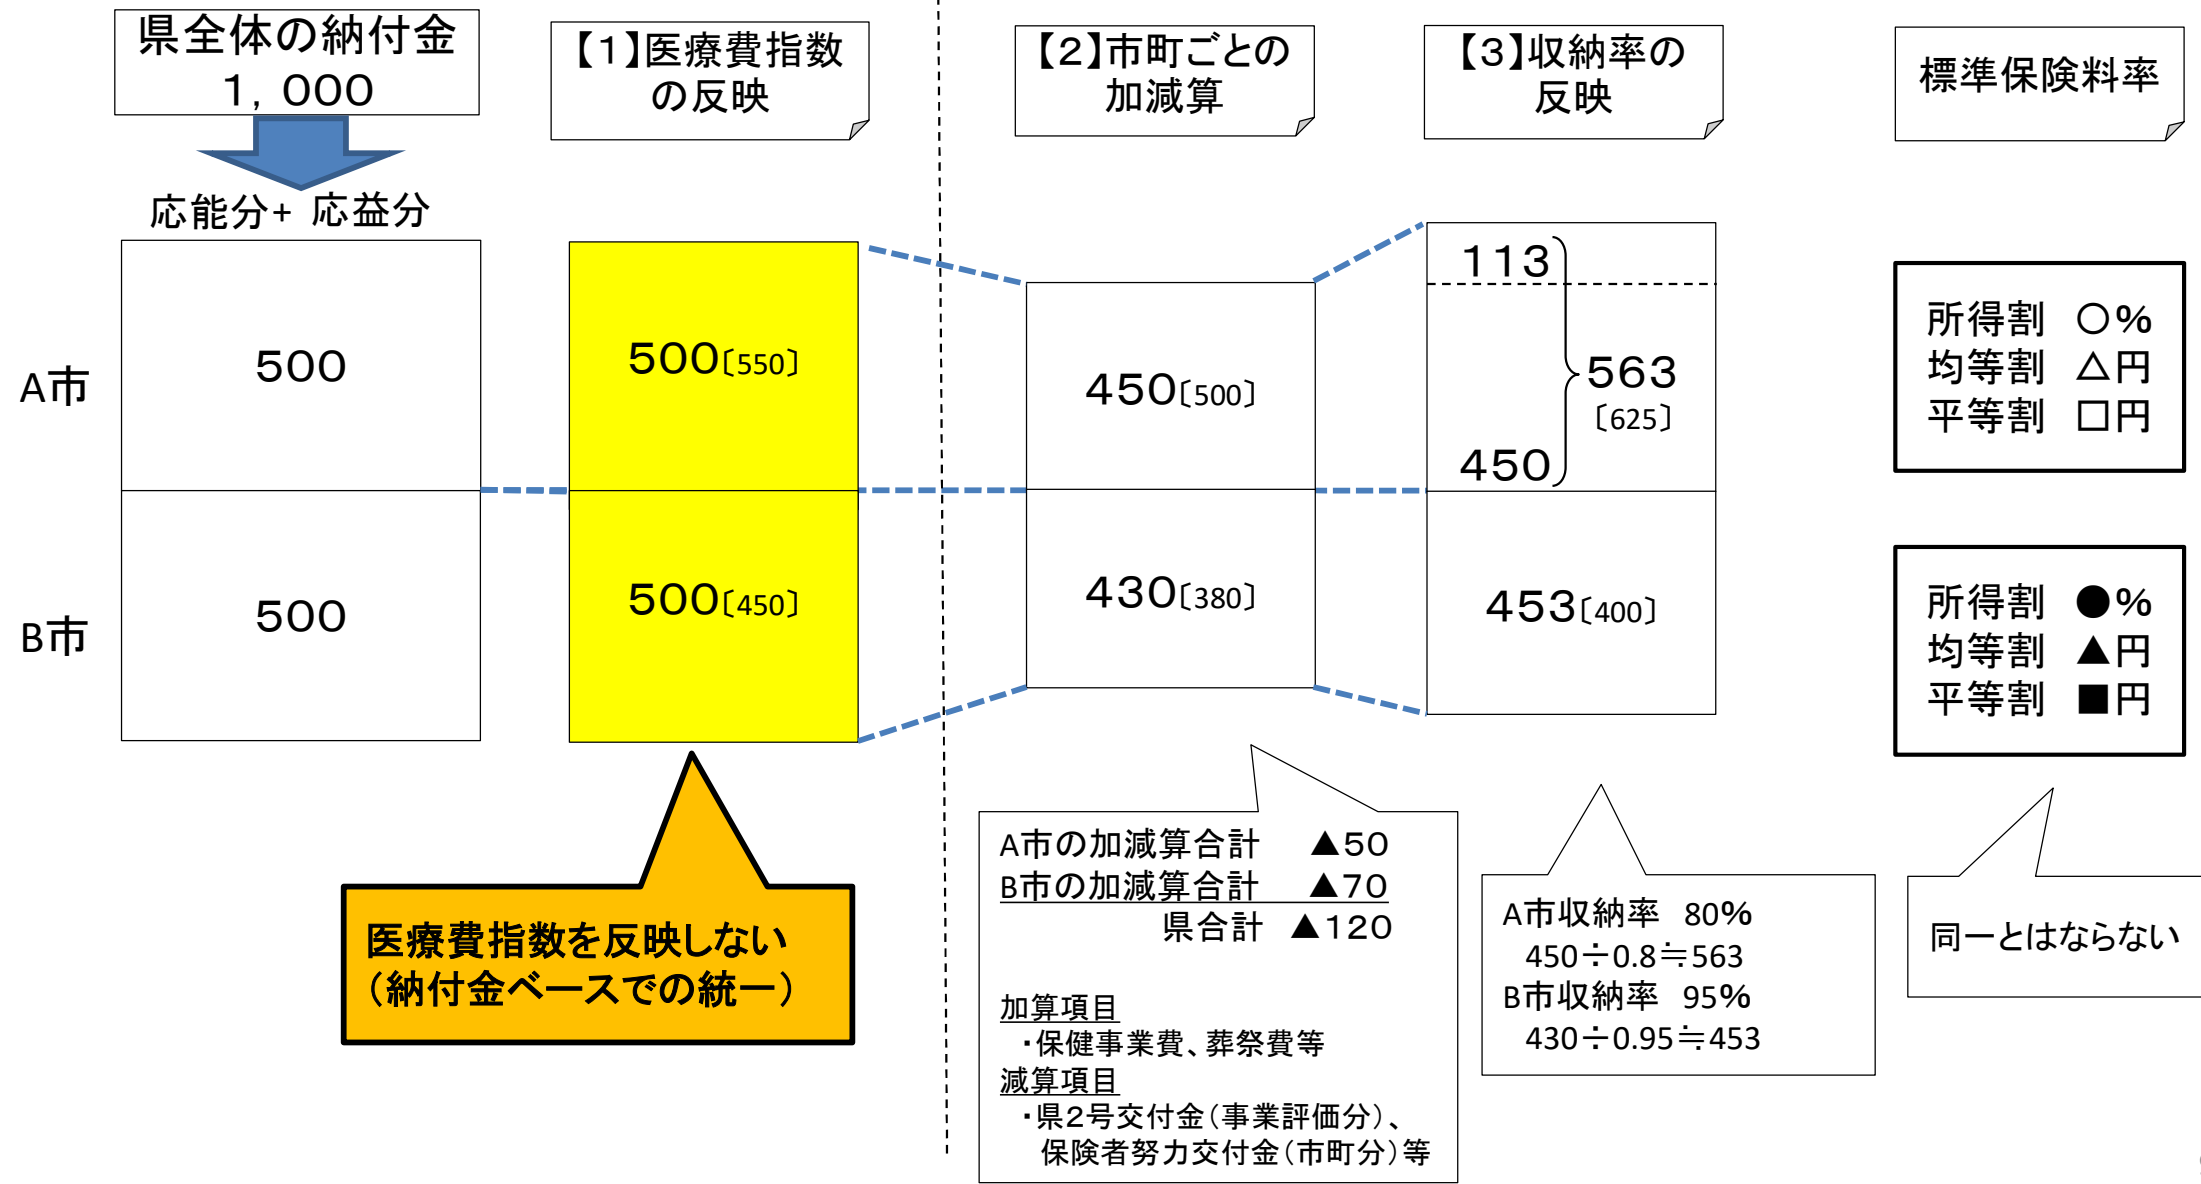 県全体の納付金
1，000
【1】医療費指数
の反映
【2】市町ごとの
加減算
【3】収納率の
反映
標準保険料率
応能分+ 応益分
A市
500
500〔550〕
450〔500〕
113
563
〔625〕
450
所得割 ○%
均等割 △円
平等割 □円
B市
500
500〔450〕
430〔380〕
453〔400〕
所得割 ●%
均等割 ▲円
平等割 ■円
医療費指数を反映しない
（納付金ベースでの統一）
A市の加減算合計 ▲50
B市の加減算合計 ▲70
県合計 ▲120
加算項目
・保健事業費、葬祭費等
減算項目
・県2号交付金（事業評価分）、
保険者努力交付金（市町分）等
A市収納率 80%
450÷0.8≒563
B市収納率 95%
430÷0.95≒453
同一とはならない